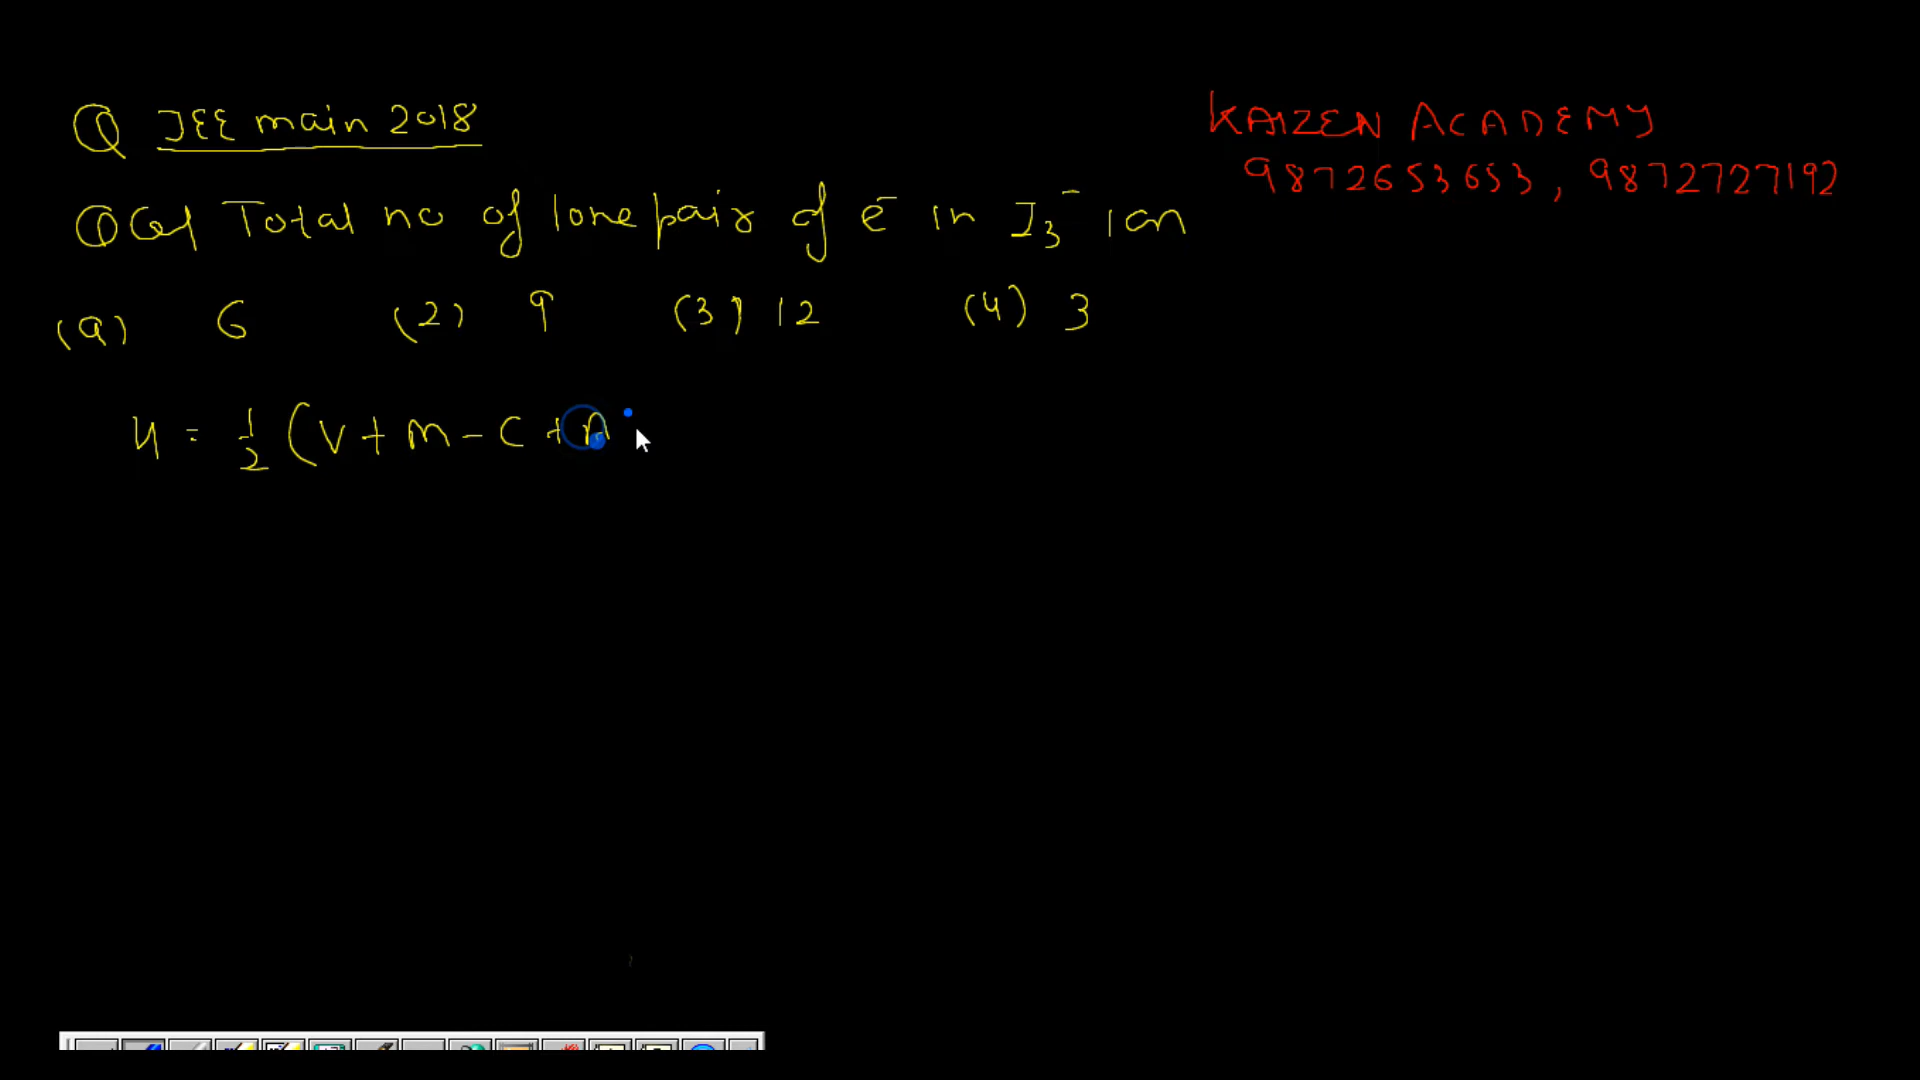 Q JEE main 2018
KAIZEN ACADEMY
9872653653, 9872727192
Total no of lone pair of e⁻ in I₃⁻ ion
(a) 6 (2) 9 (3) 12 (4) 3
H = 1/2 (V + M - C + A